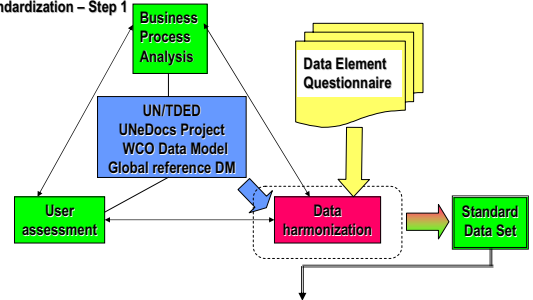 ndardization – Step 1
Business
Process
Analysis
Data Element
Questionnaire
UN/TDED
UNeDocs Project
WCO Data Model
Global reference DM
User
assessment
Data
harmonization
Standard
Data Set